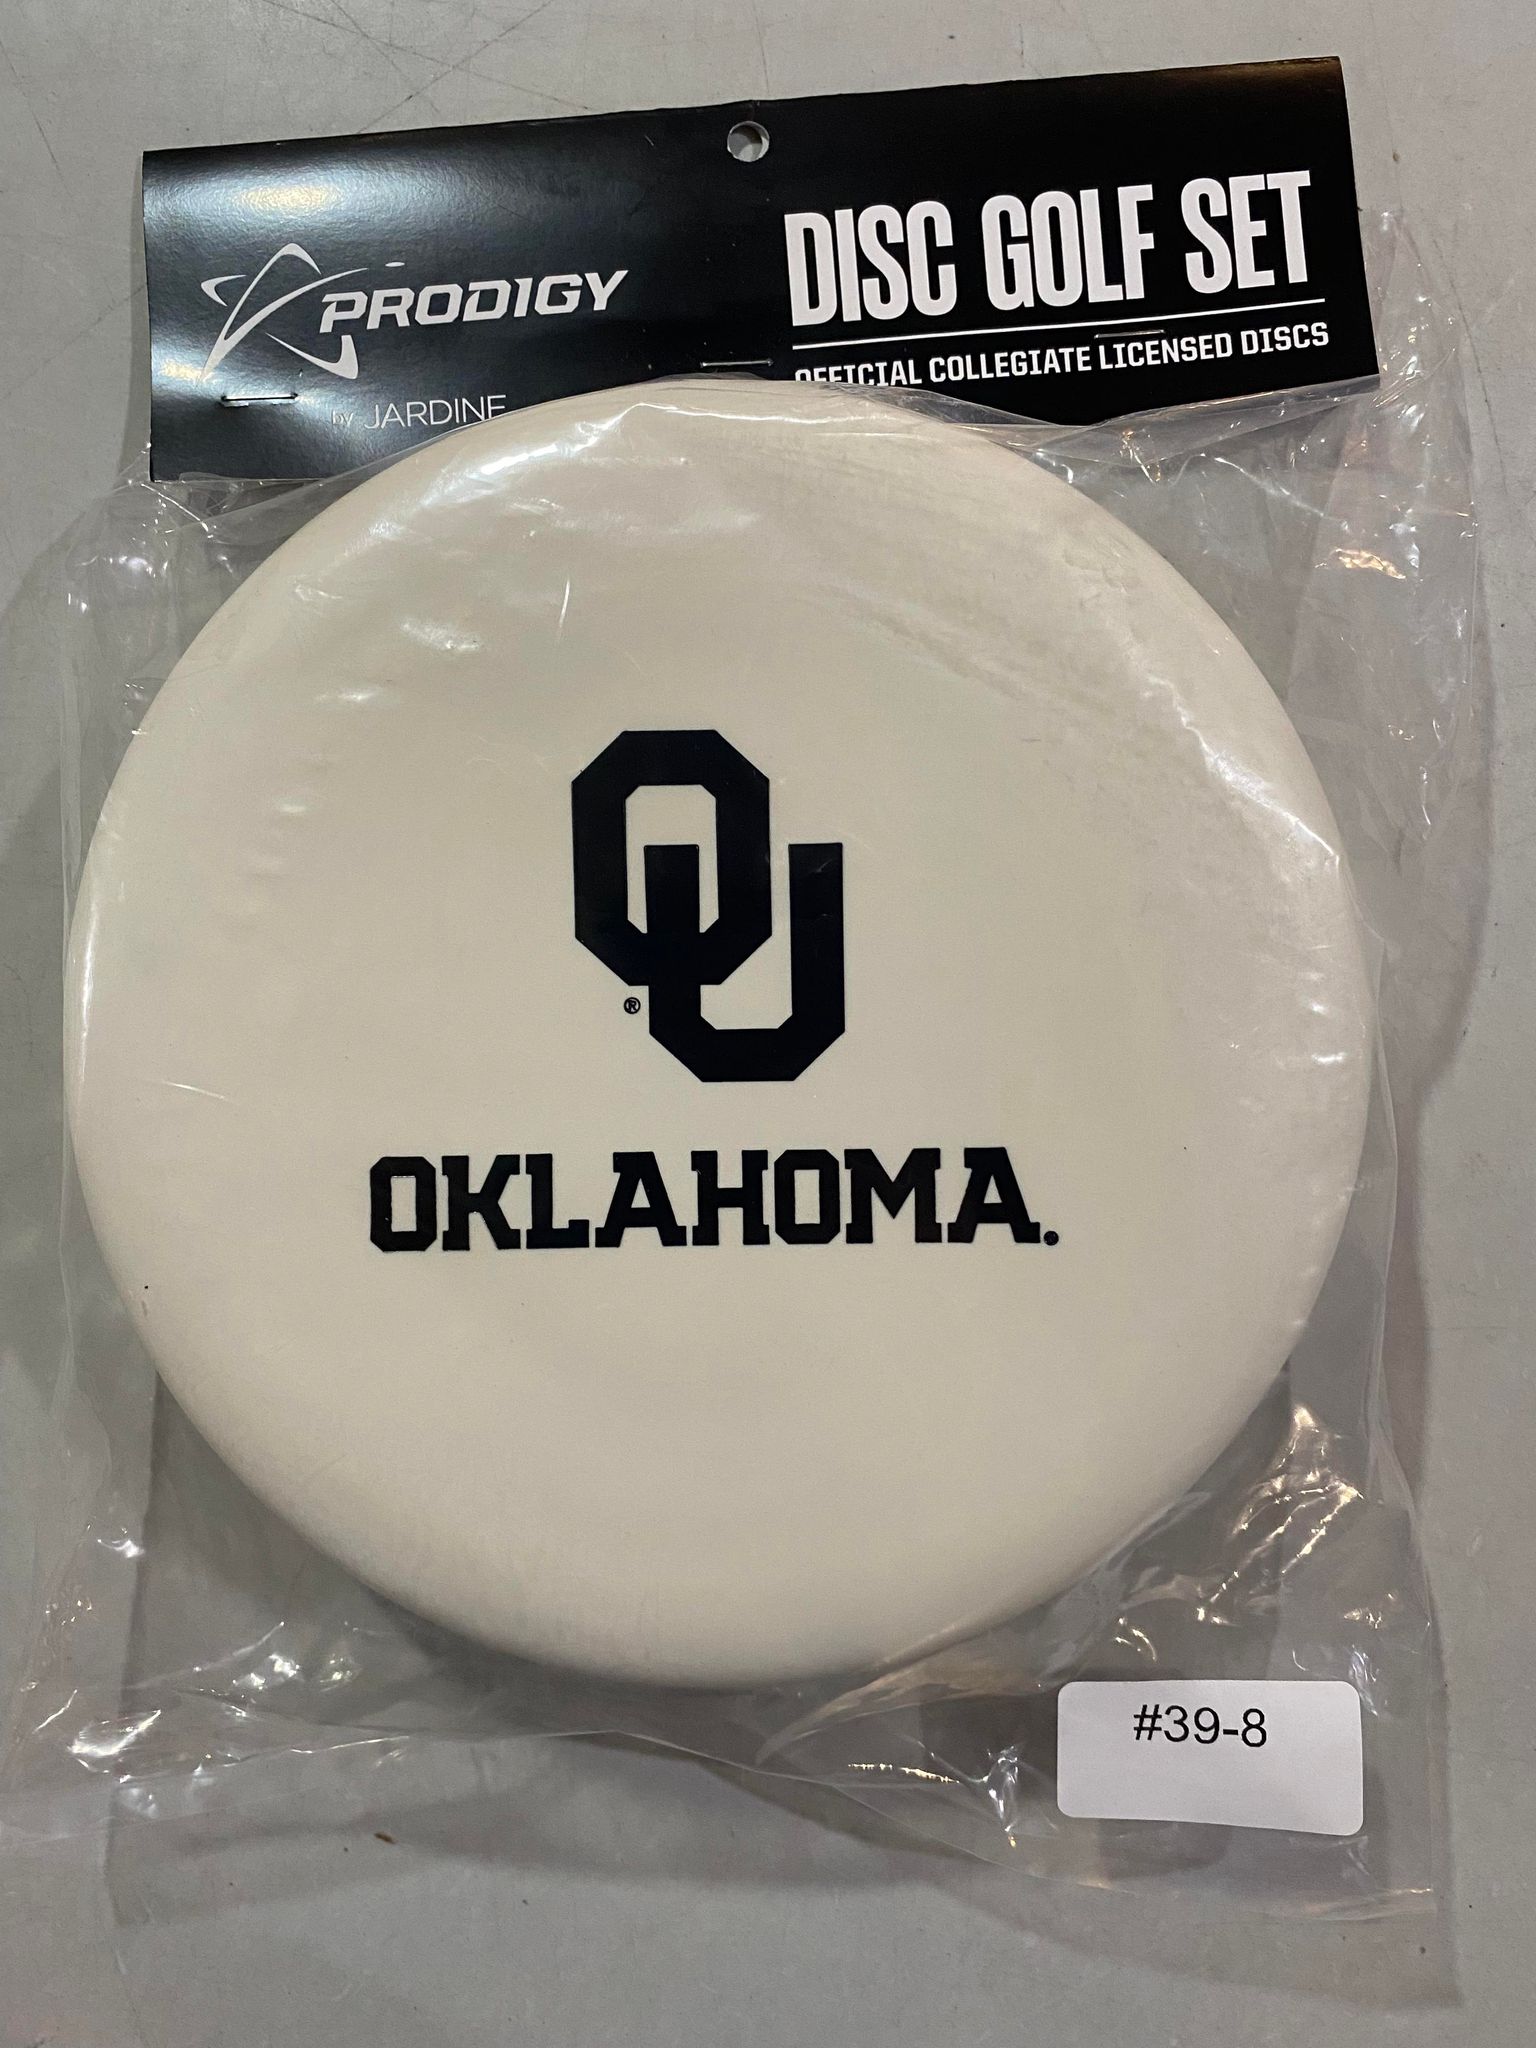 PRODIGY
by JARDINE
DISC GOLF SET
OFFICIAL COLLEGIATE LICENSED DISCS
OU
®
OKLAHOMA.
#39-8